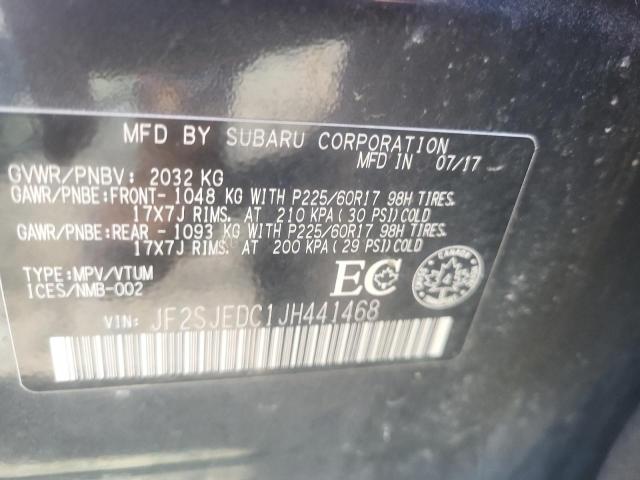 MFD BY SUBARU CORPORATION
MFD IN 07/17
GVWR/PNBV: 2032 KG
GAWR/PNBE:FRONT- 1048 KG WITH P225/60R17 98H TIRES.
17X7J RIMS. AT 210 KPA(30 PSI)COLD
GAWR/PNBE:REAR - 1093 KG WITH P225/60R17 98H TIRES.
17X7J RIMS. AT 200 KPA(29 PSI)COLD
TYPE:MPV/VTUM
ICES/NMB-002
EC
CANADA
VIN: JF2SJEDC1JH441468